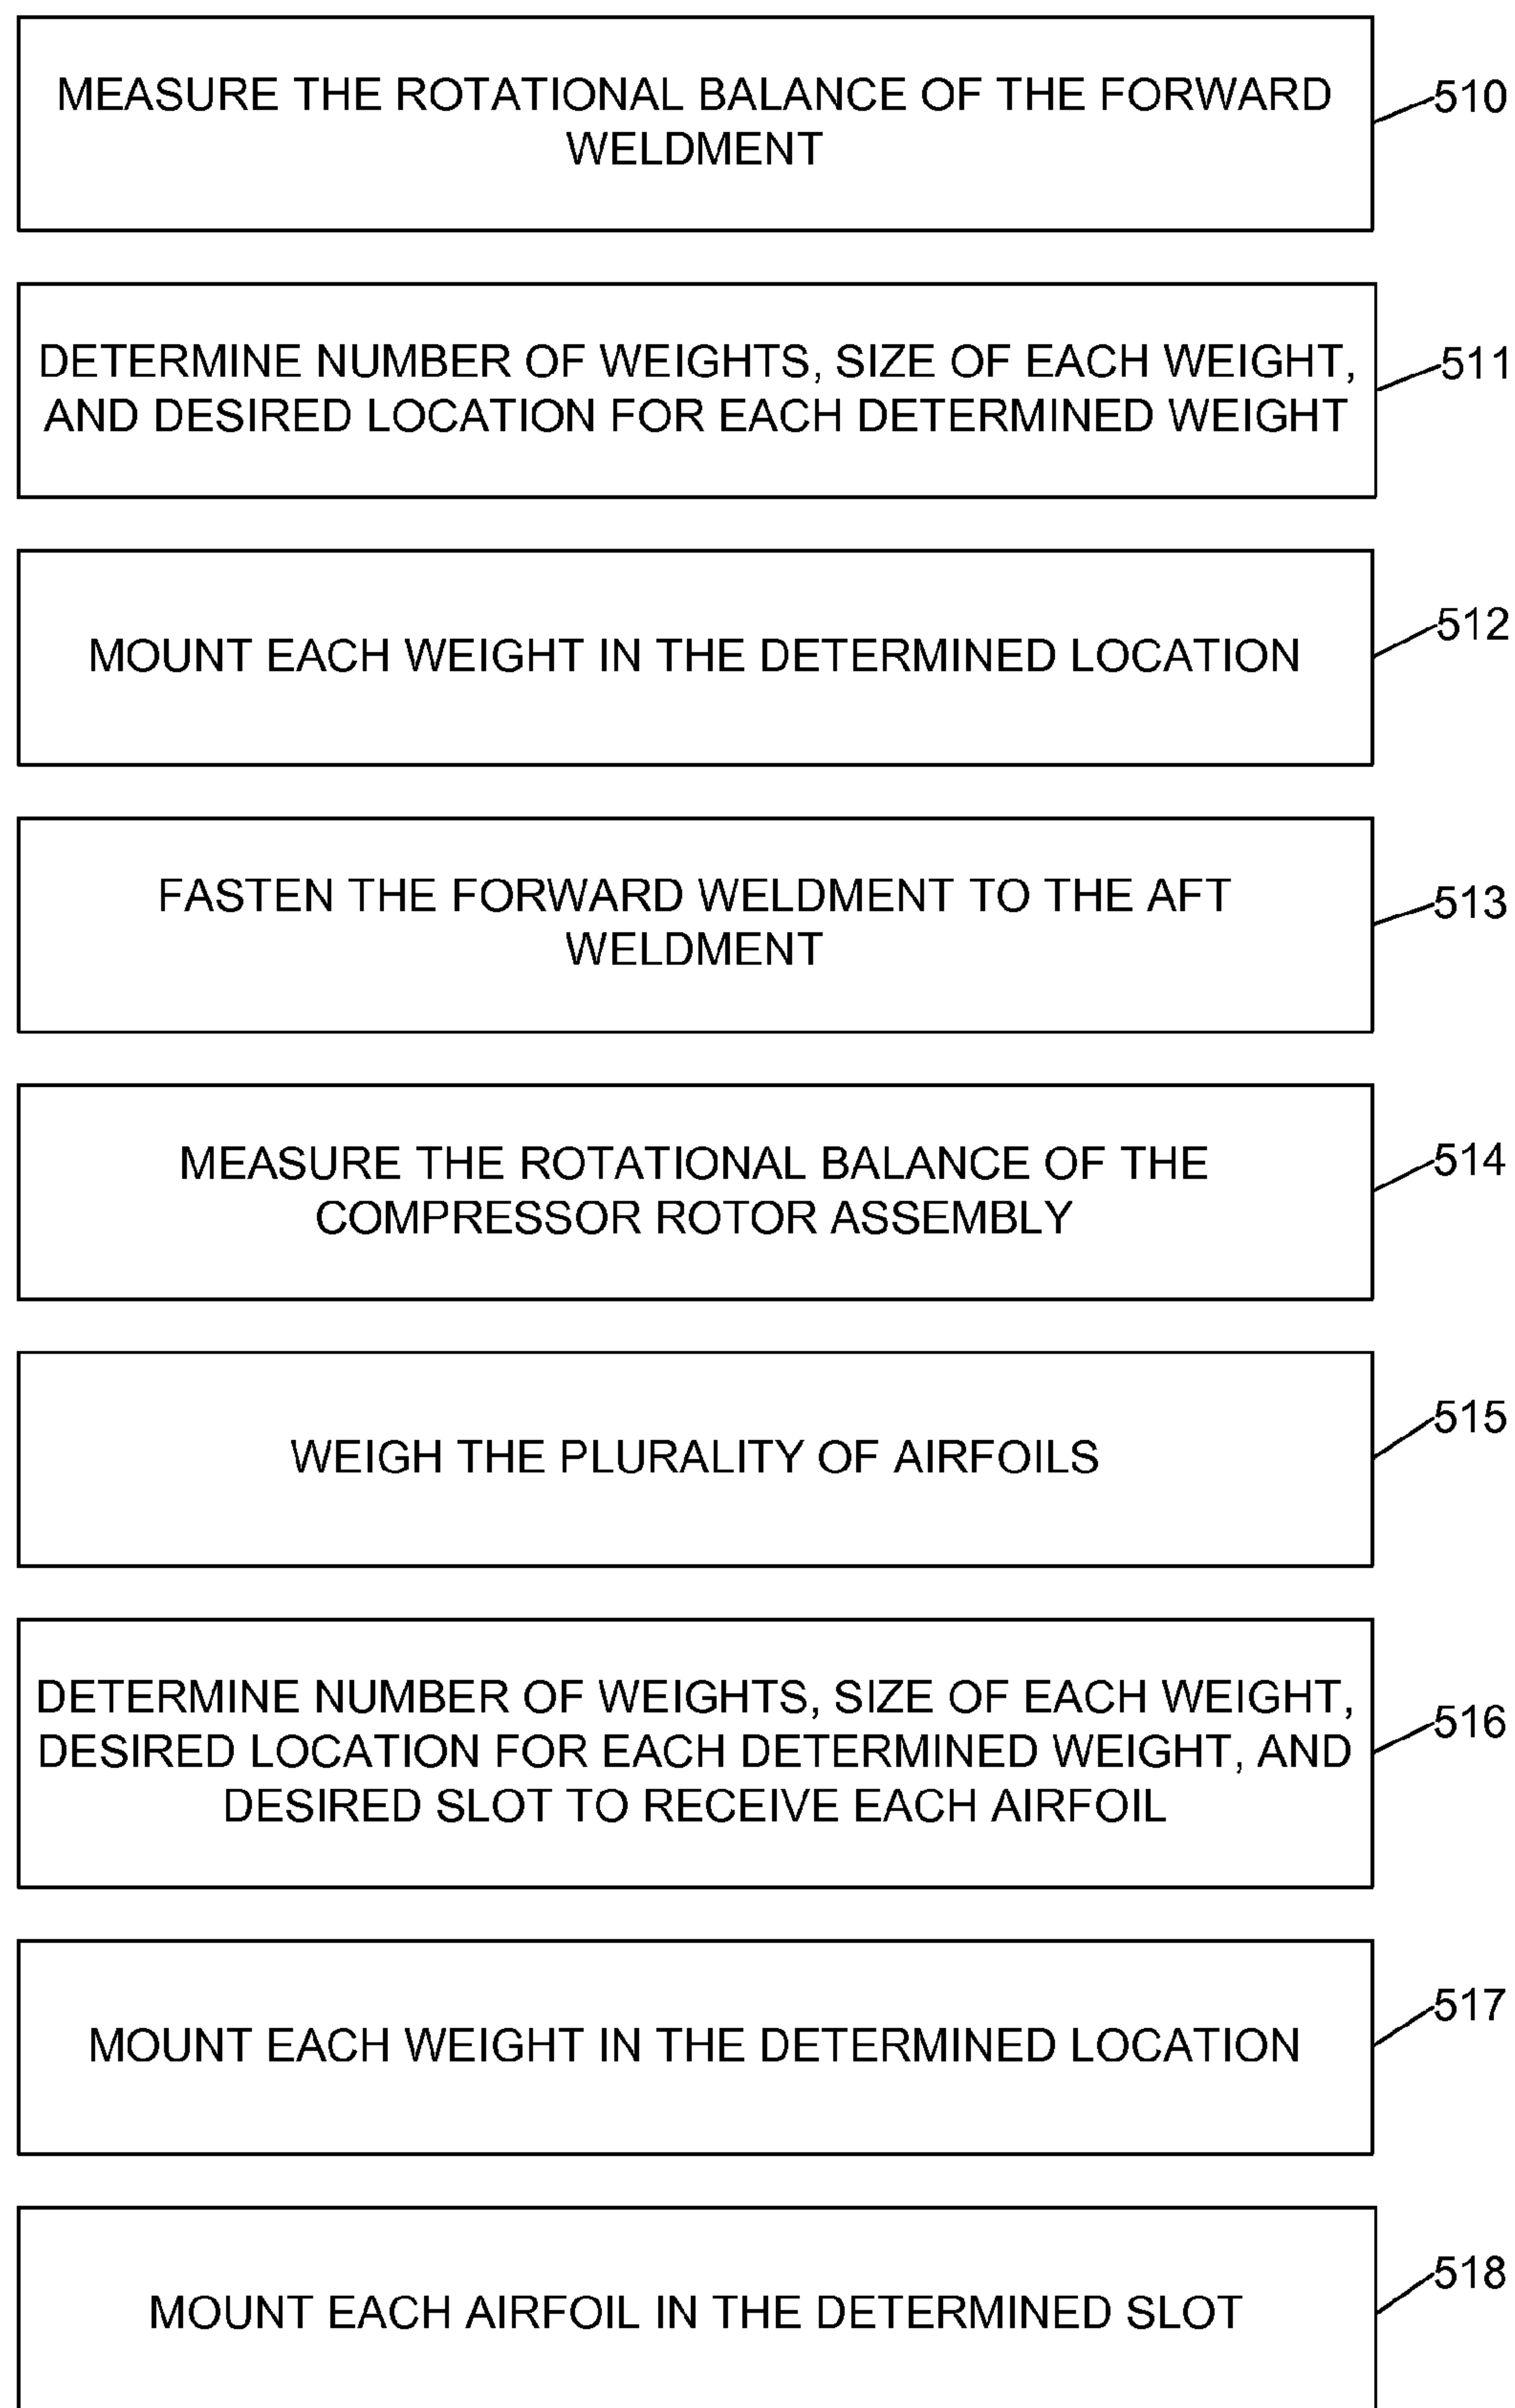 MEASURE THE ROTATIONAL BALANCE OF THE FORWARD
WELDMENT
510
DETERMINE NUMBER OF WEIGHTS, SIZE OF EACH WEIGHT,
AND DESIRED LOCATION FOR EACH DETERMINED WEIGHT
511
MOUNT EACH WEIGHT IN THE DETERMINED LOCATION
512
FASTEN THE FORWARD WELDMENT TO THE AFT
WELDMENT
513
MEASURE THE ROTATIONAL BALANCE OF THE
COMPRESSOR ROTOR ASSEMBLY
514
WEIGH THE PLURALITY OF AIRFOILS
515
DETERMINE NUMBER OF WEIGHTS, SIZE OF EACH WEIGHT,
DESIRED LOCATION FOR EACH DETERMINED WEIGHT, AND
DESIRED SLOT TO RECEIVE EACH AIRFOIL
516
MOUNT EACH WEIGHT IN THE DETERMINED LOCATION
517
MOUNT EACH AIRFOIL IN THE DETERMINED SLOT
518